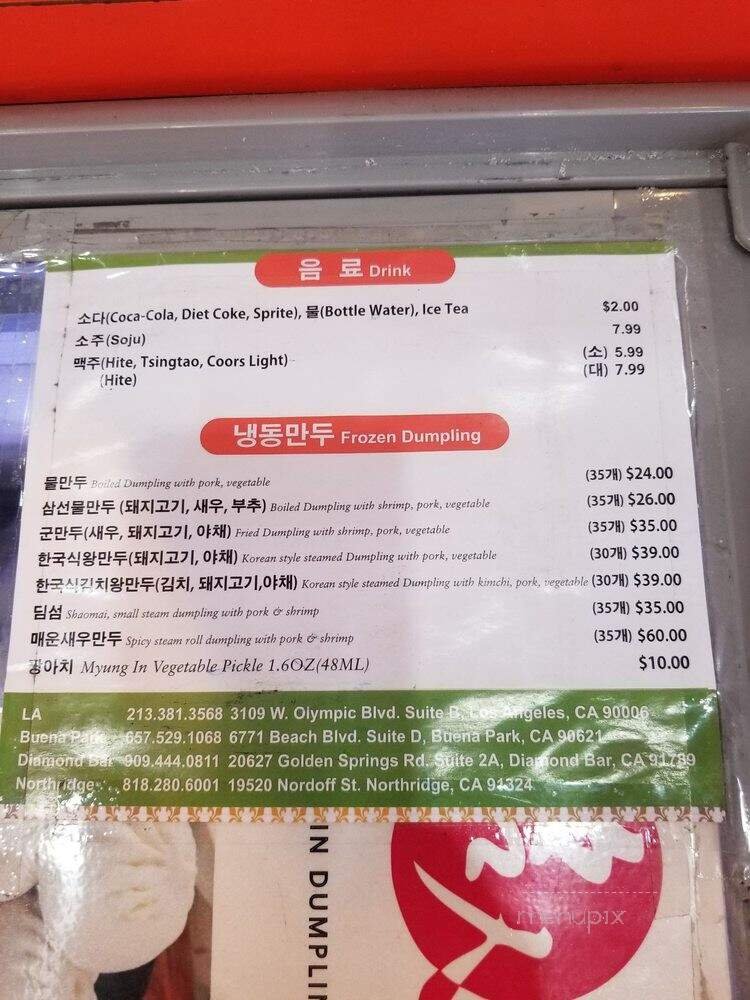 음 료 Drink
소다(Coca-Cola, Diet Coke, Sprite), 물(Bottle Water), Ice Tea $2.00
소주(Soju) 7.99
맥주(Hite, Tsingtao, Coors Light) (소) 5.99
(Hite) (대) 7.99
냉동만두 Frozen Dumpling
물만두 Boiled Dumpling with pork, vegetable (35개) $24.00
삼선물만두 (돼지고기, 새우, 부추) Boiled Dumpling with shrimp, pork, vegetable (35개) $26.00
군만두(새우, 돼지고기, 야채) Fried Dumpling with shrimp, pork, vegetable (35개) $35.00
한국식왕만두(돼지고기, 야채) Korean style steamed Dumpling with pork, vegetable (30개) $39.00
한국식김치왕만두(김치, 돼지고기,야채) Korean style steamed Dumpling with kimchi, pork, vegetable (30개) $39.00
딤섬 Shaomai, small steam dumpling with pork & shrimp (35개) $35.00
매운새우만두 Spicy steam roll dumpling with pork & shrimp (35개) $60.00
짱아치 Myung In Vegetable Pickle 1.6OZ(48ML) $10.00
LA 213.381.3568 3109 W. Olympic Blvd. Suite B, Los Angeles, CA 90006
Buena Park 657.529.1068 6771 Beach Blvd. Suite D, Buena Park, CA 90621
Diamond Bar 909.444.0811 20627 Golden Springs Rd. Suite 2A, Diamond Bar, CA 91789
Northridge 818.280.6001 19520 Nordoff St. Northridge, CA 91324
menupix